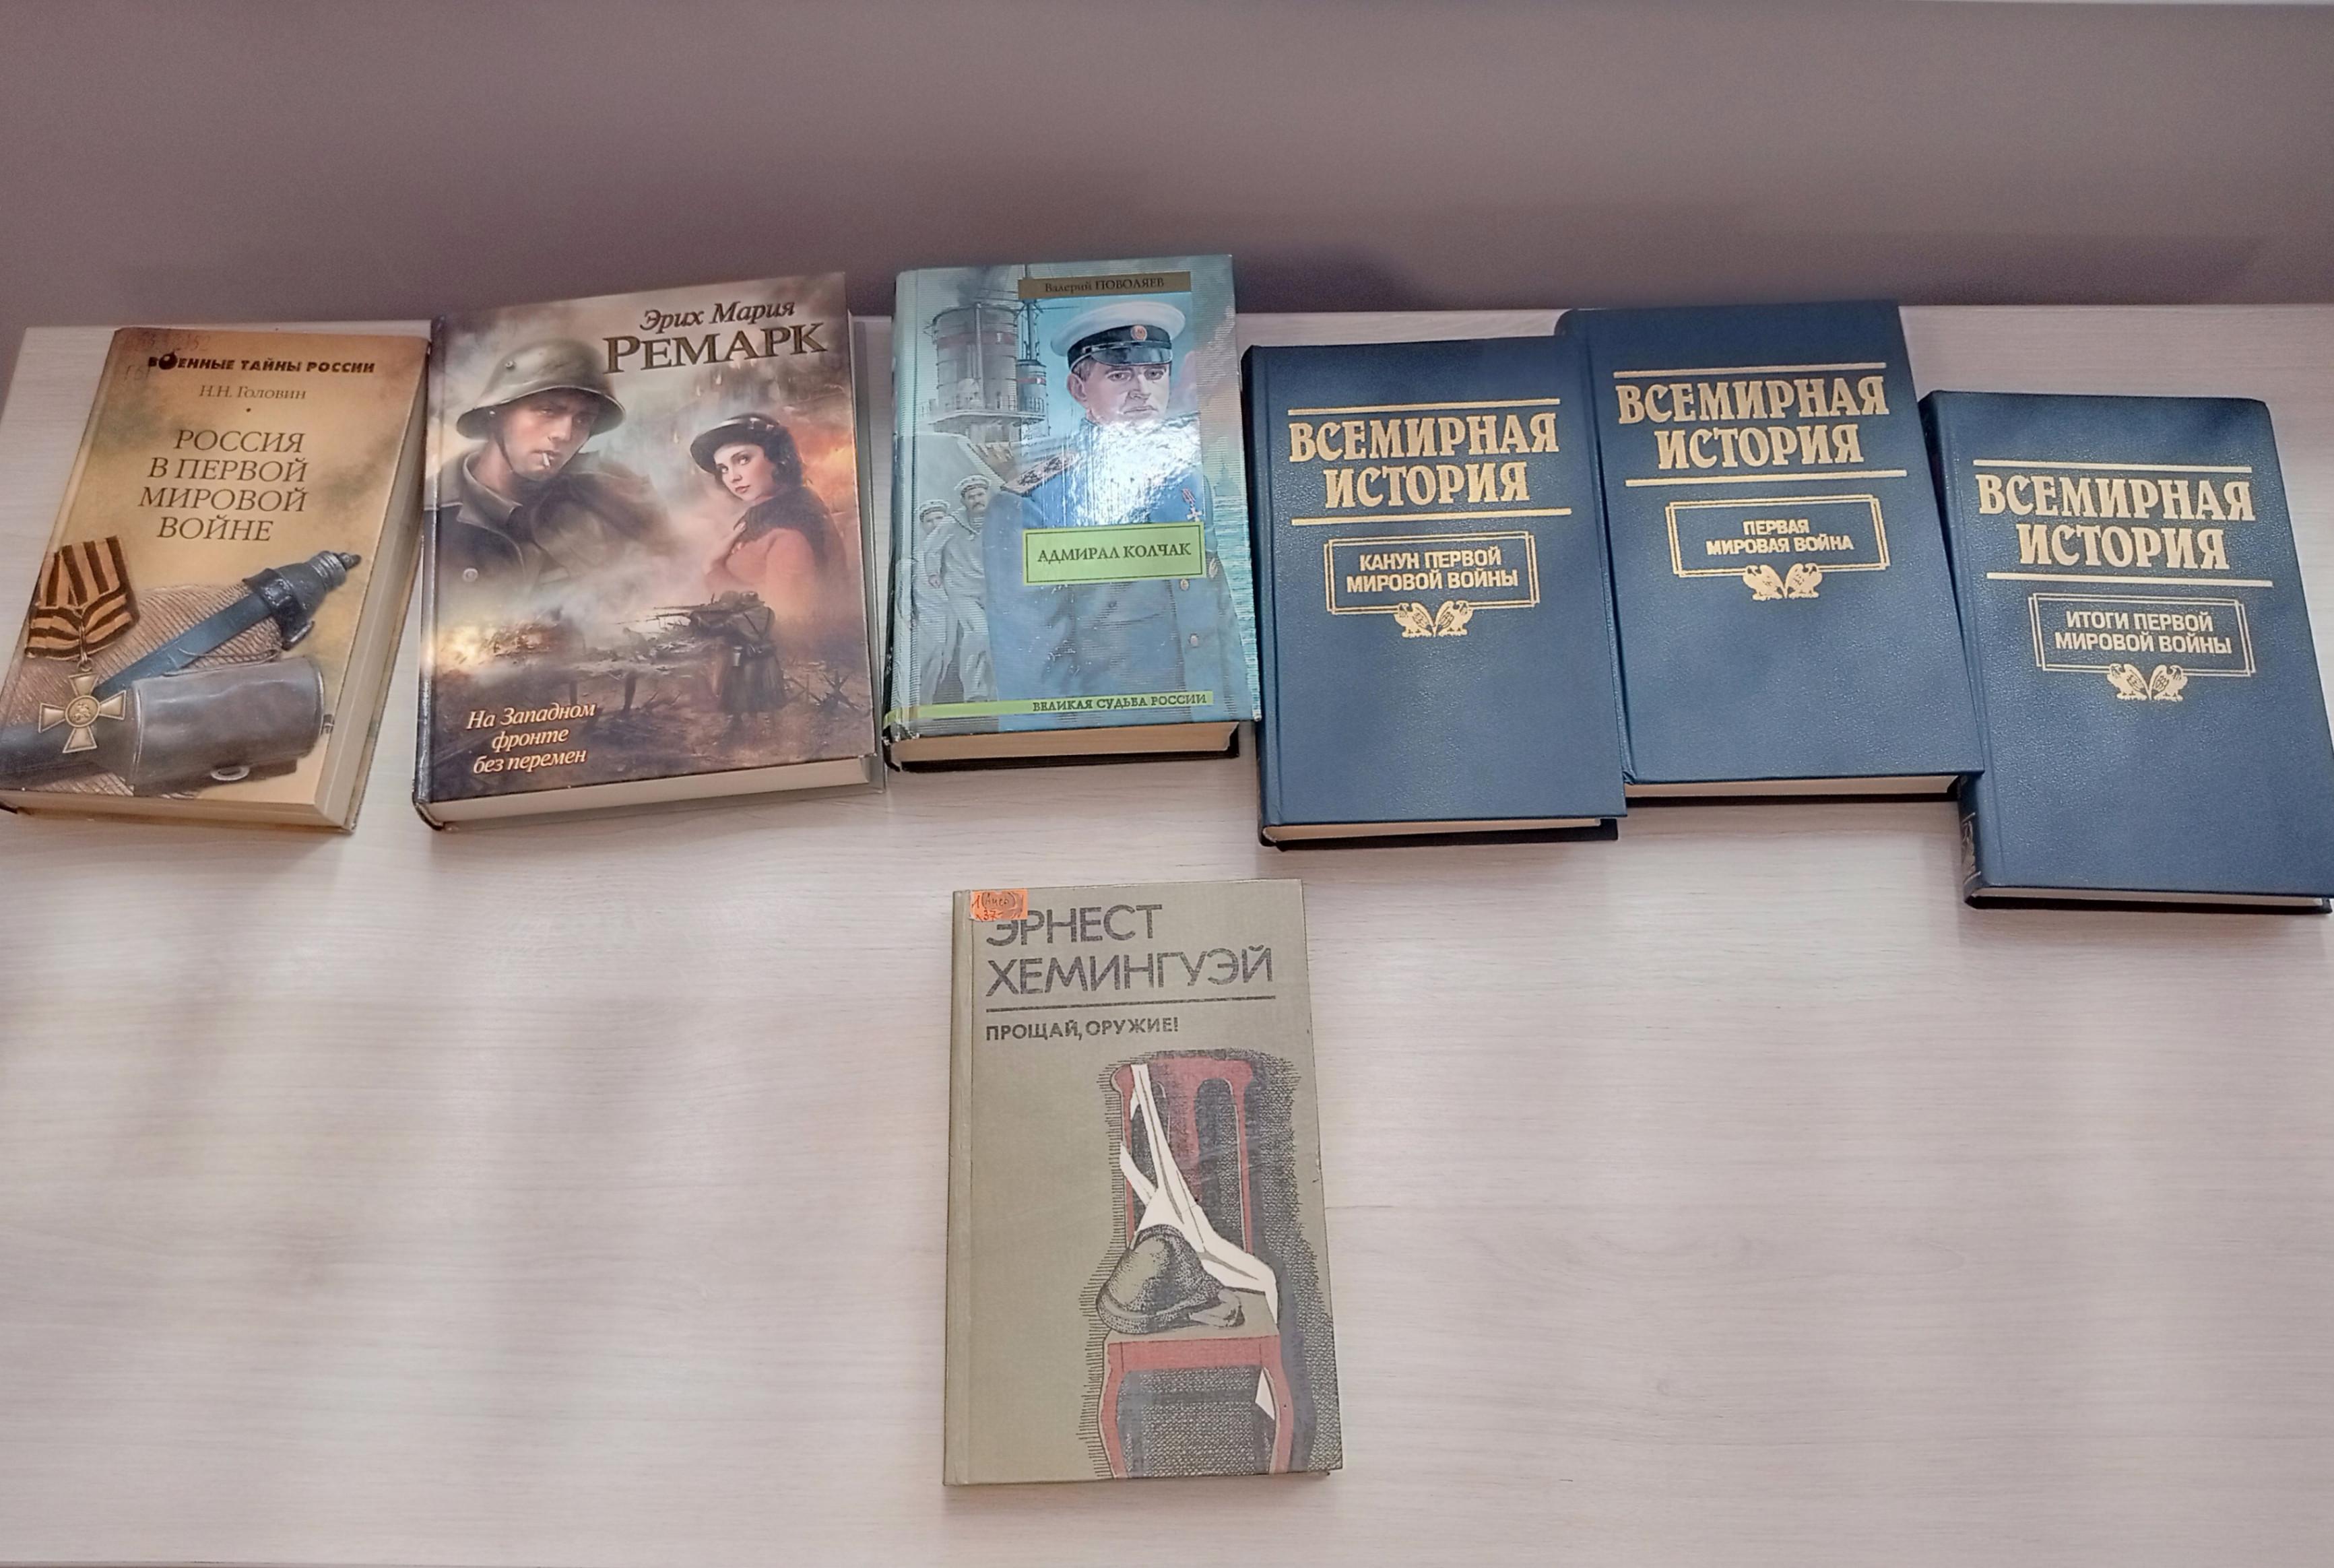 ВОЕННЫЕ ТАЙНЫ РОССИИ
Н.Н. Головин
РОССИЯ
В ПЕРВОЙ
МИРОВОЙ
ВОЙНЕ
Эрих Мария
РЕМАРК
На Западном
фронте
без перемен
Валерий ПОВОЛЯЕВ
АДМИРАЛ КОЛЧАК
ВЕЛИКАЯ СУДЬБА РОССИИ
ВСЕМИРНАЯ
ИСТОРИЯ
КАНУН ПЕРВОЙ
МИРОВОЙ ВОЙНЫ
ВСЕМИРНАЯ
ИСТОРИЯ
ПЕРВАЯ
МИРОВАЯ ВОЙНА
ВСЕМИРНАЯ
ИСТОРИЯ
ИТОГИ ПЕРВОЙ
МИРОВОЙ ВОЙНЫ
ЭРНЕСТ
ХЕМИНГУЭЙ
ПРОЩАЙ, ОРУЖИЕ!